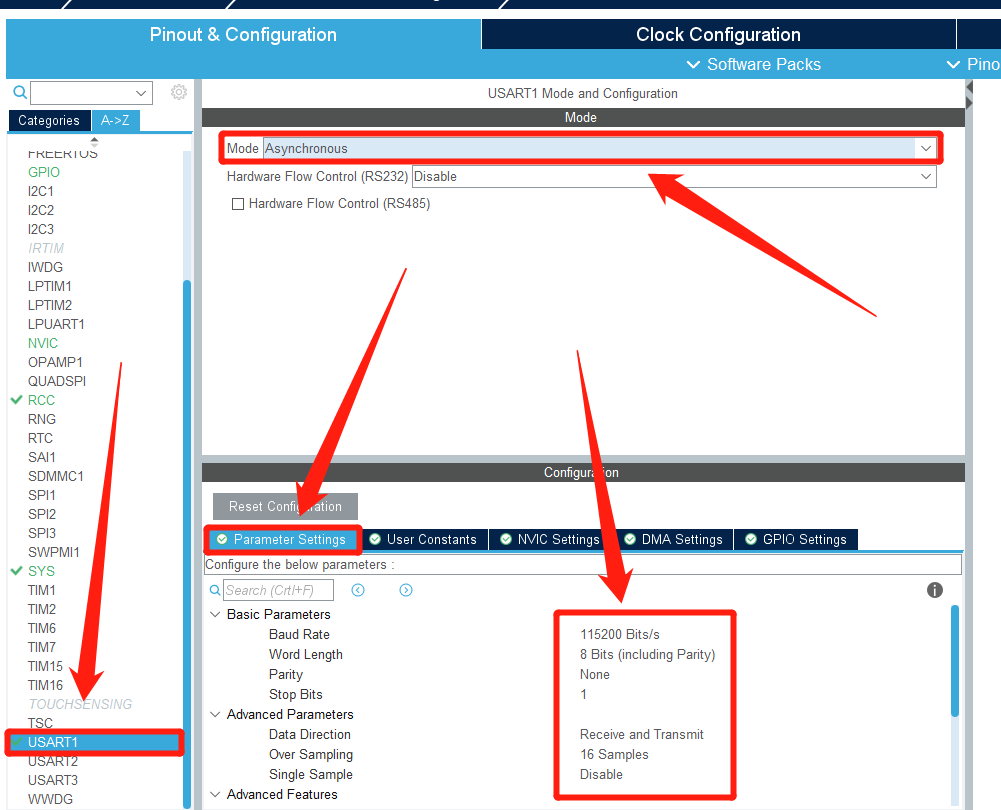 Pinout & Configuration
Clock Configuration
Software Packs
Pino
USART1 Mode and Configuration
Mode
Categories
A->Z
FREERTOS
GPIO
I2C1
I2C2
I2C3
IRTIM
IWDG
LPTIM1
LPTIM2
LPUART1
NVIC
OPAMP1
QUADSPI
RCC
RNG
RTC
SAI1
SDMMC1
SPI1
SPI2
SPI3
SWPMI1
SYS
TIM1
TIM2
TIM6
TIM7
TIM15
TIM16
TOUCHSENSING
TSC
USART1
USART2
USART3
WWDG
Mode Asynchronous
Hardware Flow Control (RS232) Disable
Hardware Flow Control (RS485)
Configuration
Reset Configuration
Parameter Settings
User Constants
NVIC Settings
DMA Settings
GPIO Settings
Configure the below parameters :
Search (Crtl+F)
Basic Parameters
Baud Rate 115200 Bits/s
Word Length 8 Bits (including Parity)
Parity None
Stop Bits 1
Advanced Parameters
Data Direction Receive and Transmit
Over Sampling 16 Samples
Single Sample Disable
Advanced Features